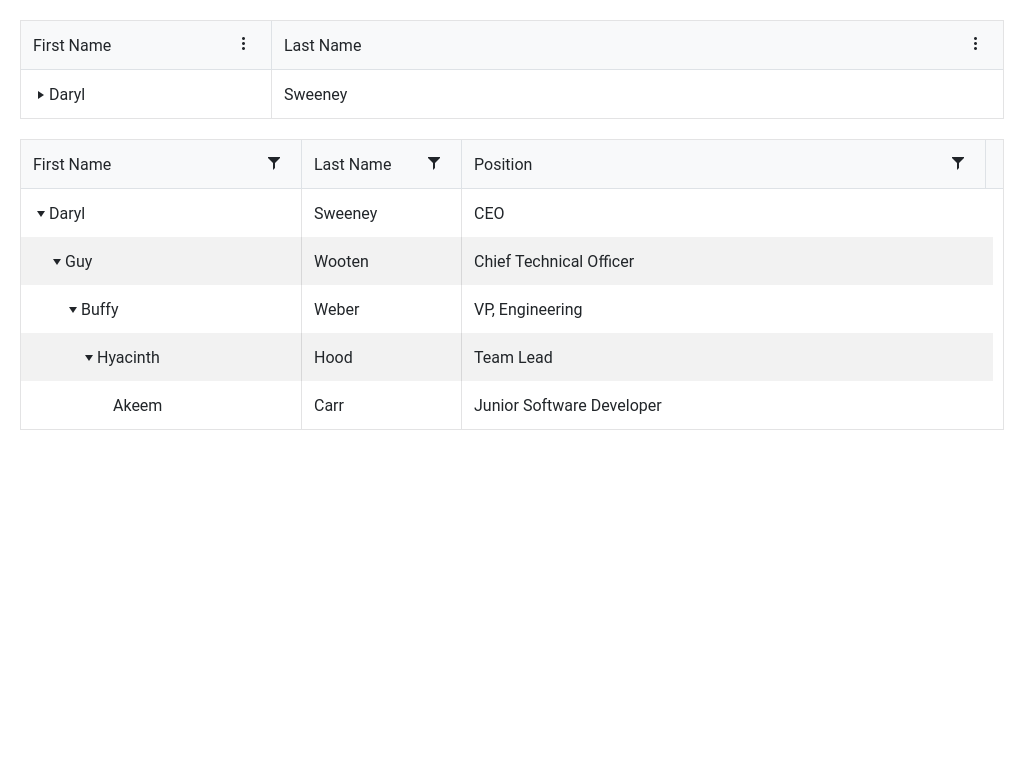 First Name Last Name
Daryl Sweeney
First Name Last Name Position
Daryl Sweeney CEO
Guy Wooten Chief Technical Officer
Buffy Weber VP, Engineering
Hyacinth Hood Team Lead
Akeem Carr Junior Software Developer